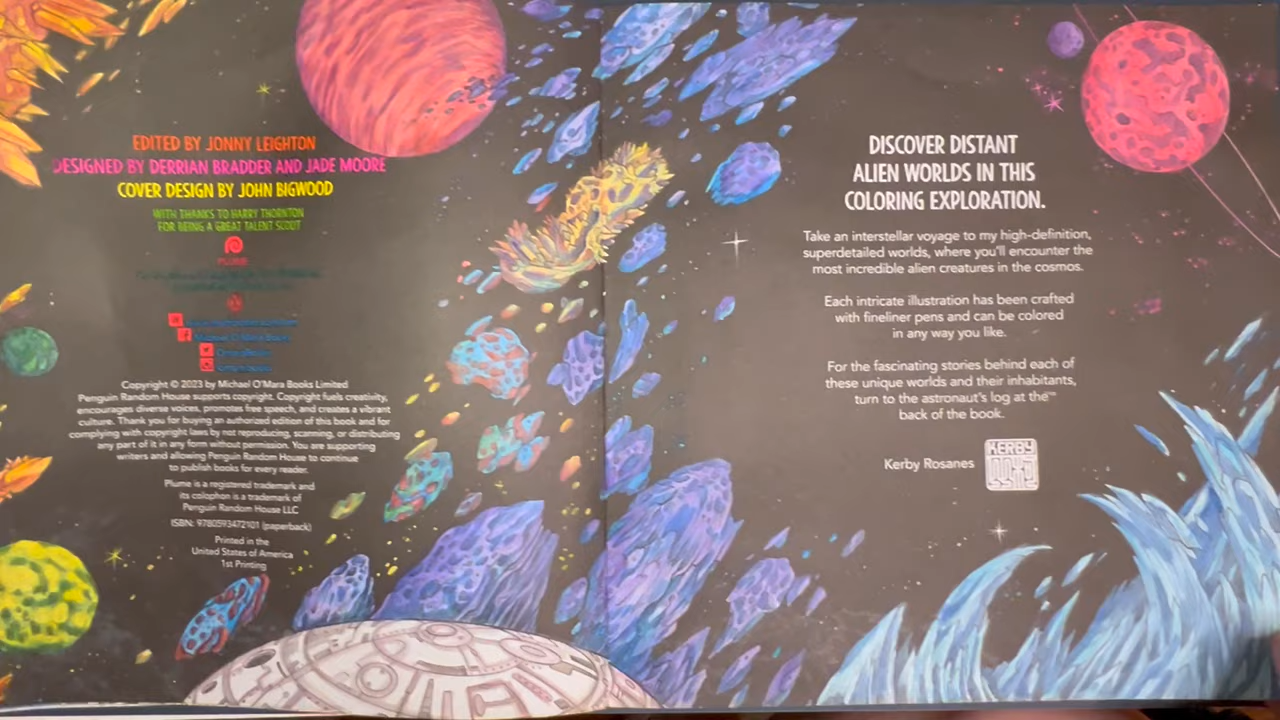 EDITED BY JONNY LEIGHTON
DESIGNED BY DERRIAN BRADDER AND JADE MOORE
COVER DESIGN BY JOHN BIGWOOD
WITH THANKS TO HARRY THORNTON
FOR BEING A GREAT TALENT SCOUT
PLUME
Michael O'Mara Books
Copyright © 2023 by Michael O'Mara Books Limited
Penguin Random House supports copyright. Copyright fuels creativity,
encourages diverse voices, promotes free speech, and creates a vibrant
culture. Thank you for buying an authorized edition of this book and for
complying with copyright laws by not reproducing, scanning, or distributing
any part of it in any form without permission. You are supporting
writers and allowing Penguin Random House to continue
to publish books for every reader.
Plume is a registered trademark and
its colophon is a trademark of
Penguin Random House LLC
ISBN: 9780593472101 (paperback)
Printed in the
United States of America
1st Printing
DISCOVER DISTANT
ALIEN WORLDS IN THIS
COLORING EXPLORATION.
Take an interstellar voyage to my high-definition,
superdetailed worlds, where you'll encounter the
most incredible alien creatures in the cosmos.
Each intricate illustration has been crafted
with fineliner pens and can be colored
in any way you like.
For the fascinating stories behind each of
these unique worlds and their inhabitants,
turn to the astronaut's log at the
back of the book.
Kerby Rosanes
KERBY